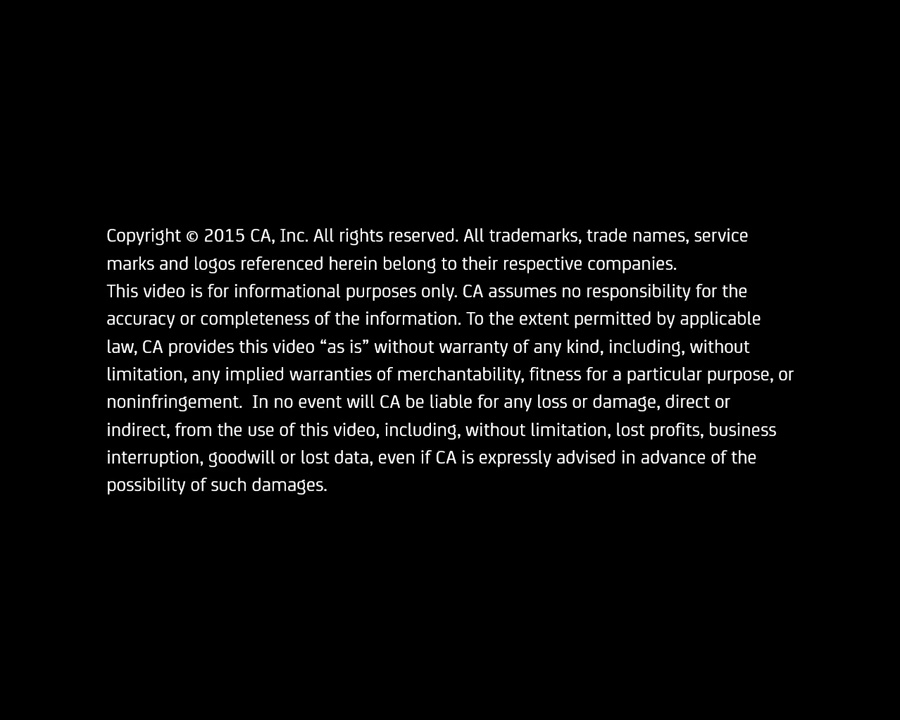 Copyright © 2015 CA, Inc. All rights reserved. All trademarks, trade names, service
marks and logos referenced herein belong to their respective companies.
This video is for informational purposes only. CA assumes no responsibility for the
accuracy or completeness of the information. To the extent permitted by applicable
law, CA provides this video “as is” without warranty of any kind, including, without
limitation, any implied warranties of merchantability, fitness for a particular purpose, or
noninfringement.  In no event will CA be liable for any loss or damage, direct or
indirect, from the use of this video, including, without limitation, lost profits, business
interruption, goodwill or lost data, even if CA is expressly advised in advance of the
possibility of such damages.